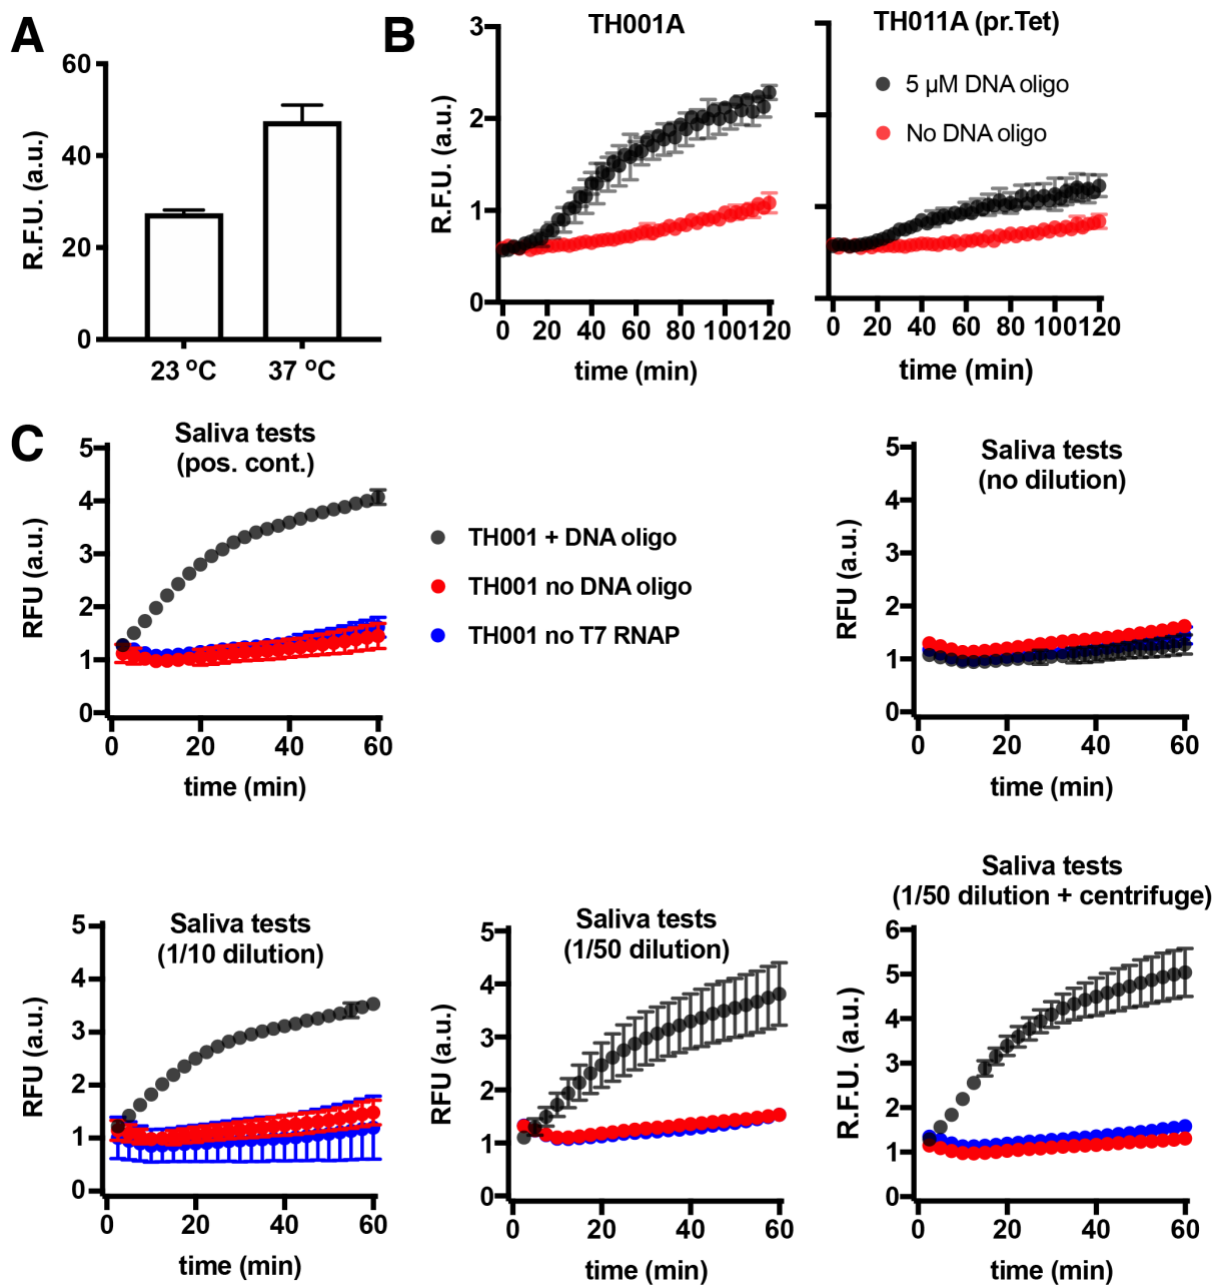 A
60
40
20
0
R.F.U. (a.u.)
23 ºC
37 ºC
B
TH001A
3
2
1
0
R.F.U. (a.u.)
0 20 40 60 80 100120
time (min)
TH011A (pr.Tet)
5 µM DNA oligo
No DNA oligo
0 20 40 60 80 100120
time (min)
C
Saliva tests
(pos. cont.)
5
4
3
2
1
0
RFU (a.u.)
0 20 40 60
time (min)
TH001 + DNA oligo
TH001 no DNA oligo
TH001 no T7 RNAP
Saliva tests
(no dilution)
5
4
3
2
1
0
RFU (a.u.)
0 20 40 60
time (min)
Saliva tests
(1/10 dilution)
5
4
3
2
1
0
RFU (a.u.)
0 20 40 60
time (min)
Saliva tests
(1/50 dilution)
5
4
3
2
1
0
RFU (a.u.)
0 20 40 60
time (min)
Saliva tests
(1/50 dilution + centrifuge)
6
5
4
3
2
1
0
R.F.U. (a.u.)
0 20 40 60
time (min)